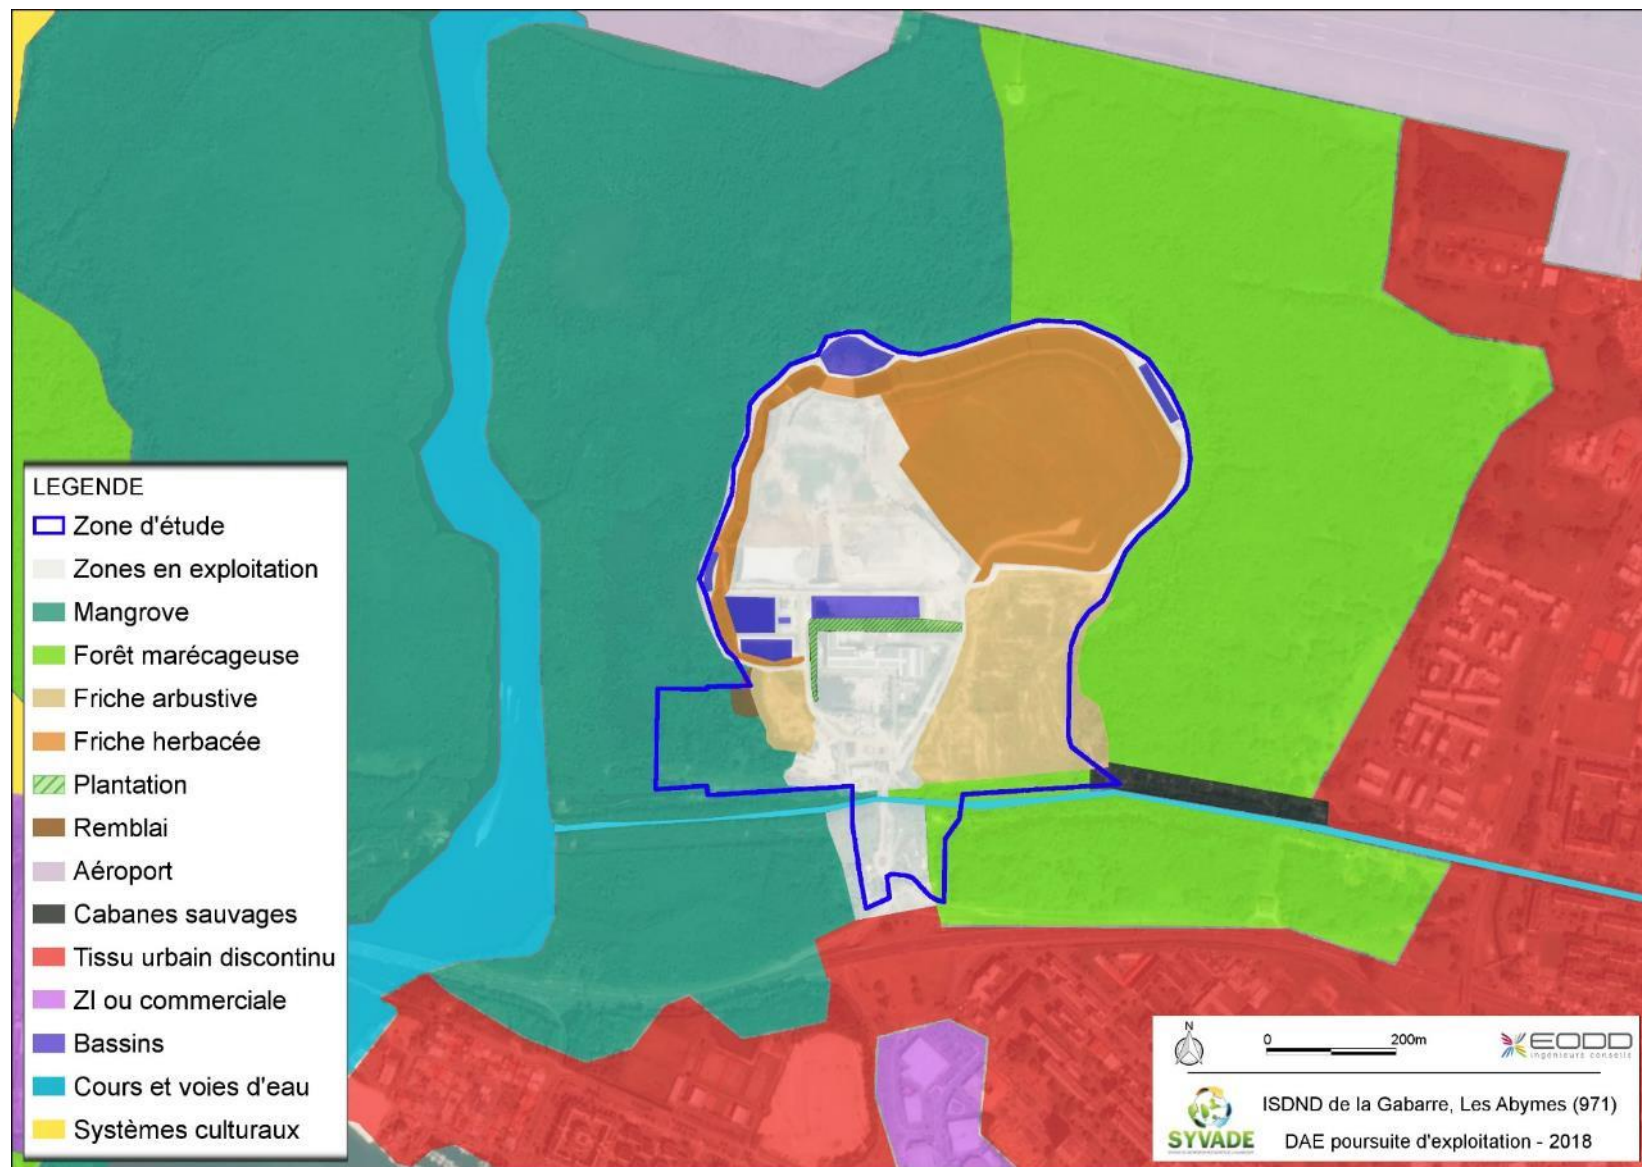 LEGENDE
Zone d'étude
Zones en exploitation
Mangrove
Forêt marécageuse
Friche arbustive
Friche herbacée
Plantation
Remblai
Aéroport
Cabanes sauvages
Tissu urbain discontinu
ZI ou commerciale
Bassins
Cours et voies d'eau
Systèmes culturaux
N
0 200m
EODD
ingénieurs conseils
SYVADE
ISDND de la Gabarre, Les Abymes (971)
DAE poursuite d'exploitation - 2018